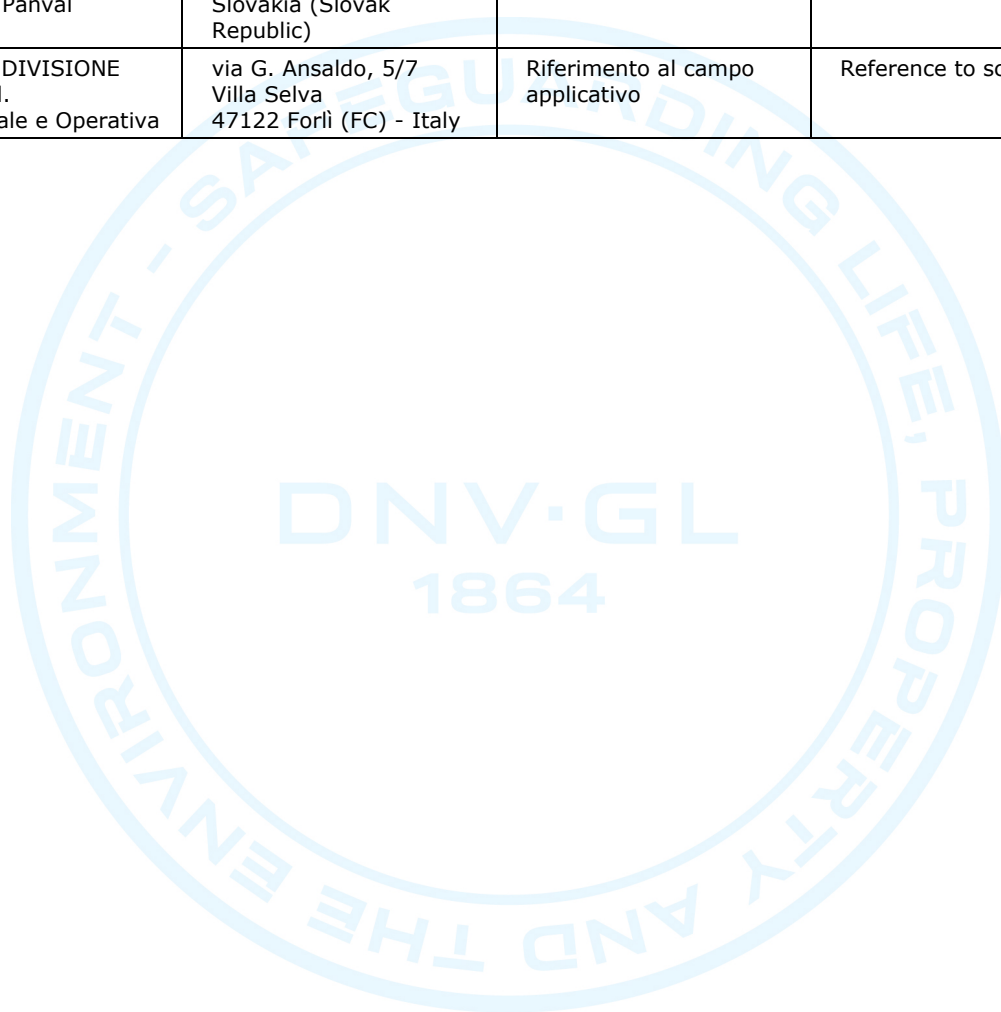 Panval
Slovakia (Slovak
Republic)
DIVISIONE
l.
ale e Operativa
via G. Ansaldo, 5/7
Villa Selva
47122 Forlì (FC) - Italy
Riferimento al campo
applicativo
Reference to sc
SAFEGUARDING LIFE, PROPERTY AND THE ENVIRONMENT -
DNV·GL
1864